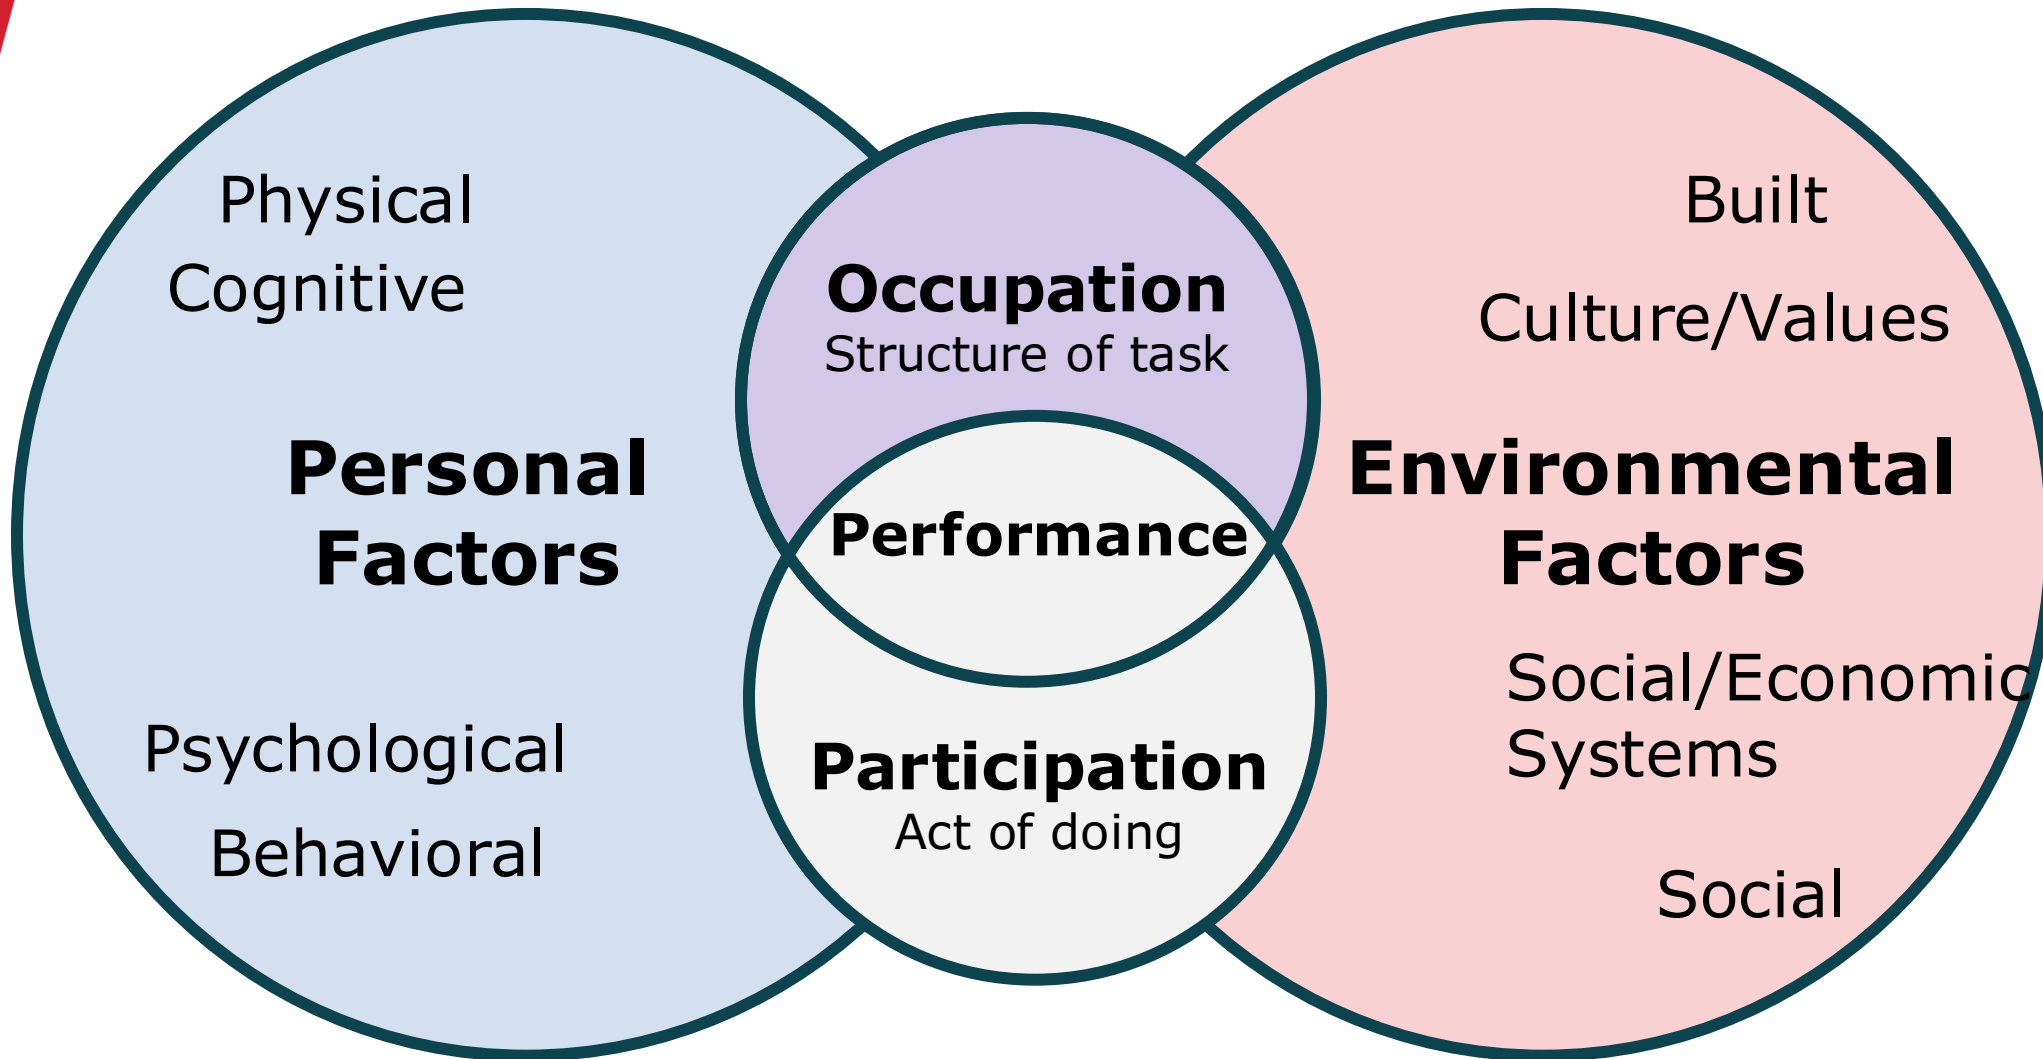 Physical
Cognitive
Personal
Factors
Psychological
Behavioral
Occupation
Structure of task
Performance
Participation
Act of doing
Built
Culture/Values
Environmental
Factors
Social/Economic
Systems
Social